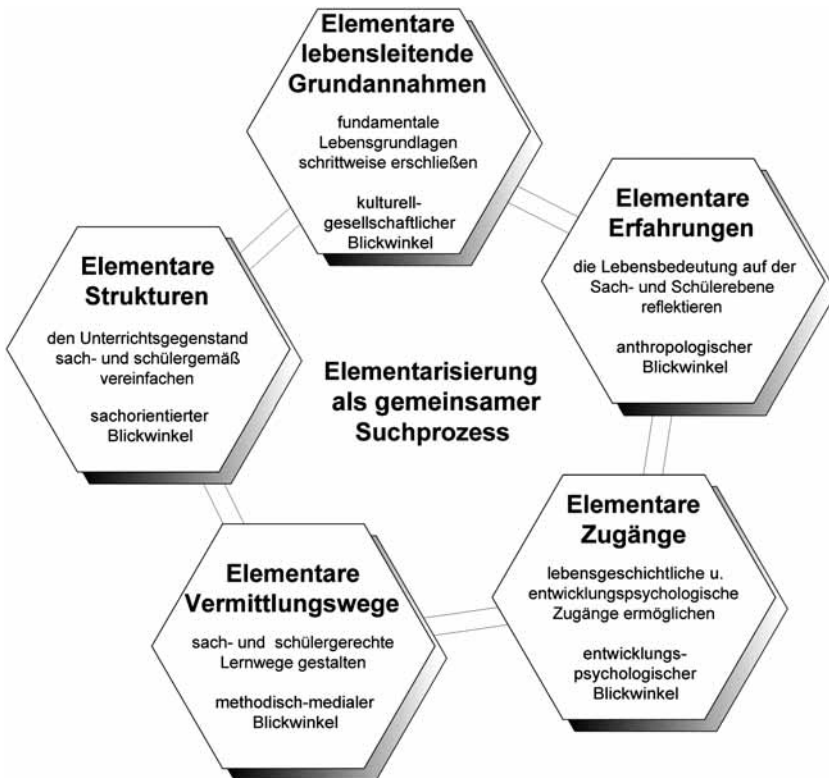 Elementare
lebensleitende
Grundannahmen
fundamentale
Lebensgrundlagen
schrittweise erschließen
kulturell-
gesellschaftlicher
Blickwinkel
Elementare
Erfahrungen
die Lebensbedeutung auf der
Sach- und Schülerebene
reflektieren
anthropologischer
Blickwinkel
Elementare
Strukturen
den Unterrichtsgegenstand
sach- und schülergemäß
vereinfachen
sachorientierter
Blickwinkel
Elementarisierung
als gemeinsamer
Suchprozess
Elementare
Zugänge
lebensgeschichtliche u.
entwicklungspsychologische
Zugänge ermöglichen
entwicklungs-
psychologischer
Blickwinkel
Elementare
Vermittlungswege
sach- und schülergerechte
Lernwege gestalten
methodisch-medialer
Blickwinkel